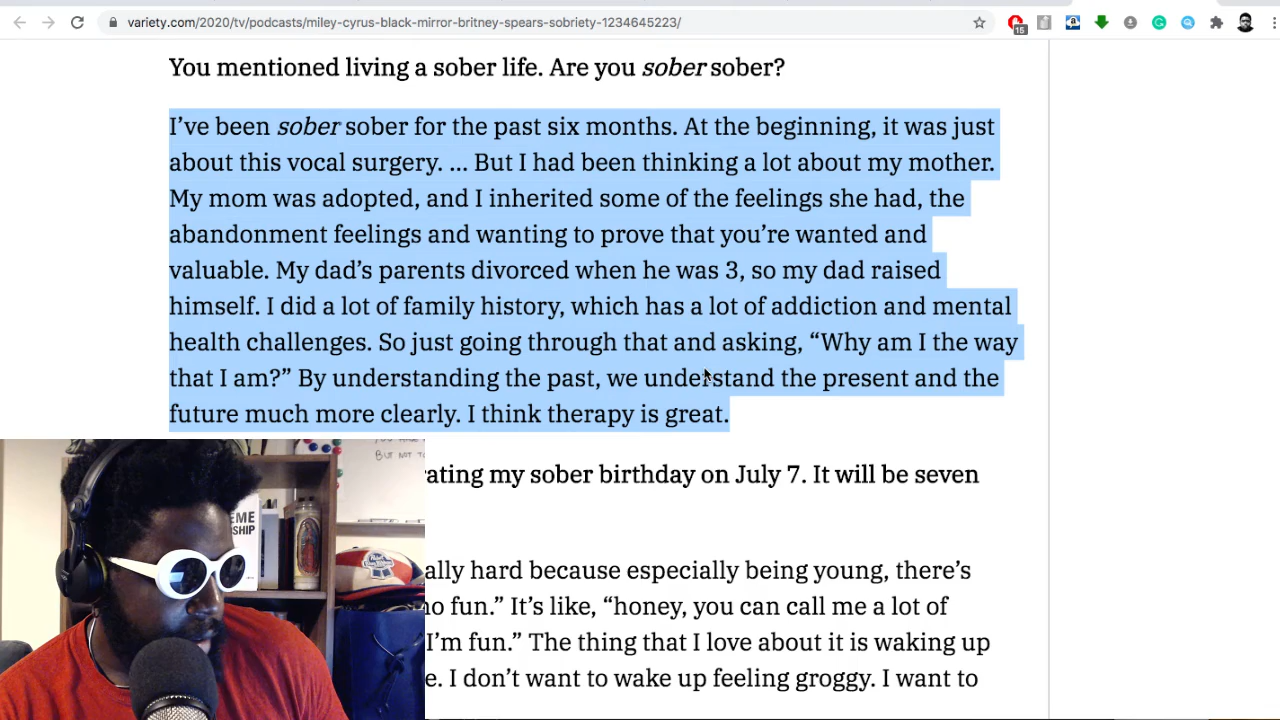 variety.com/2020/tv/podcasts/miley-cyrus-black-mirror-britney-spears-sobriety-1234645223/
15
You mentioned living a sober life. Are you sober sober?
I’ve been sober sober for the past six months. At the beginning, it was just
about this vocal surgery. … But I had been thinking a lot about my mother.
My mom was adopted, and I inherited some of the feelings she had, the
abandonment feelings and wanting to prove that you’re wanted and
valuable. My dad’s parents divorced when he was 3, so my dad raised
himself. I did a lot of family history, which has a lot of addiction and mental
health challenges. So just going through that and asking, “Why am I the way
that I am?” By understanding the past, we understand the present and the
future much more clearly. I think therapy is great.
BUT NOT
rating my sober birthday on July 7. It will be seven
ally hard because especially being young, there’s
no fun.” It’s like, “honey, you can call me a lot of
I’m fun.” The thing that I love about it is waking up
e. I don’t want to wake up feeling groggy. I want to